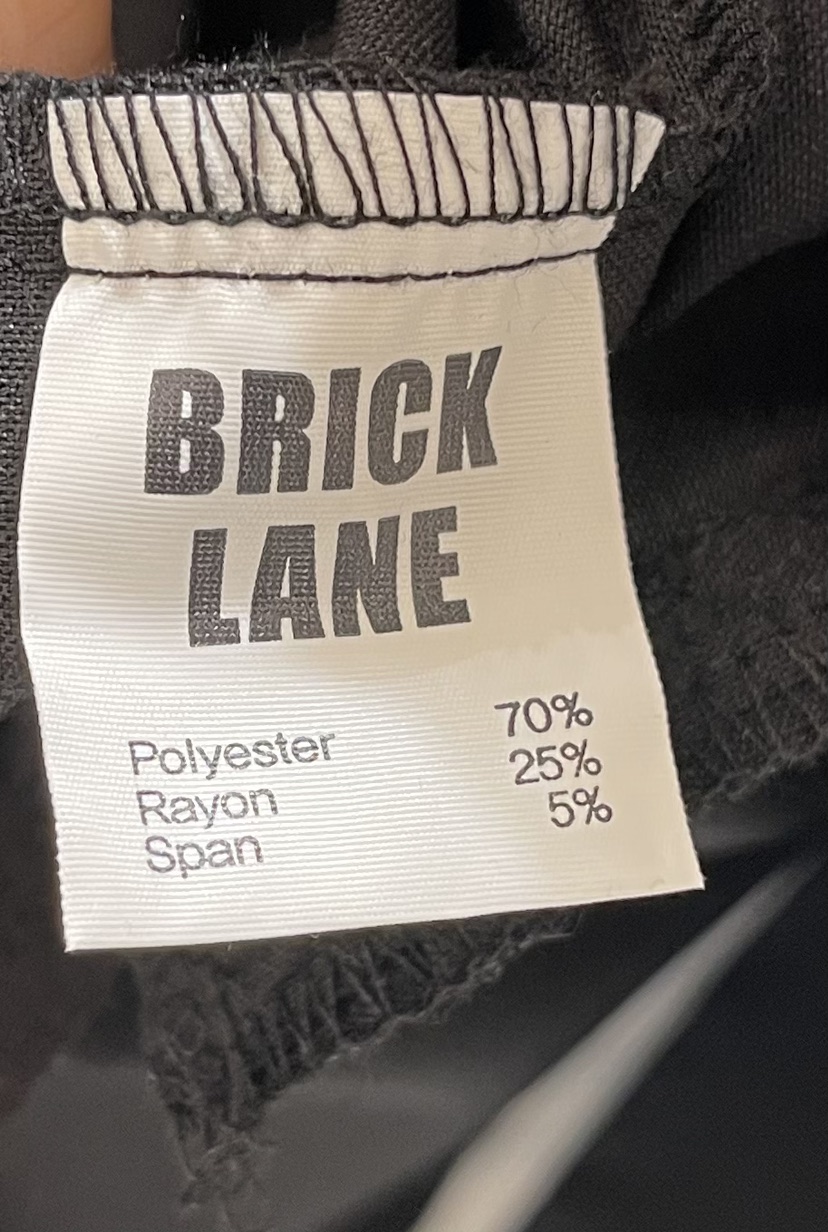 BRICK
LANE
Polyester 70%
Rayon 25%
Span 5%